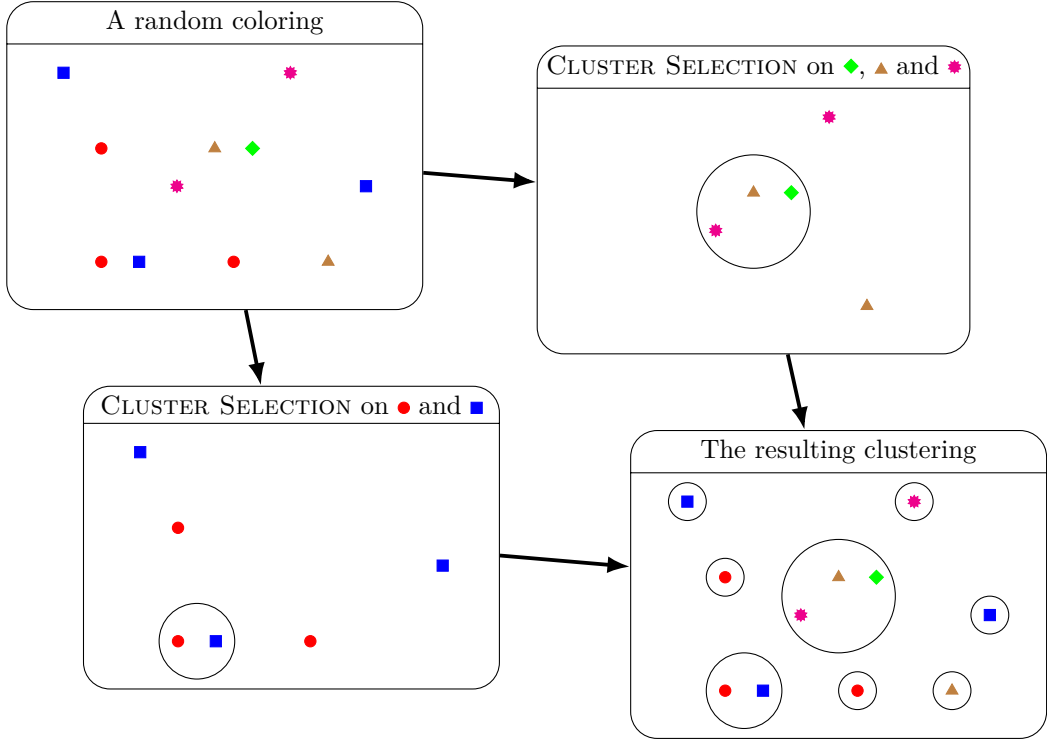 A random coloring
CLUSTER SELECTION on ◆, ▲ and ✸
CLUSTER SELECTION on ● and ■
The resulting clustering